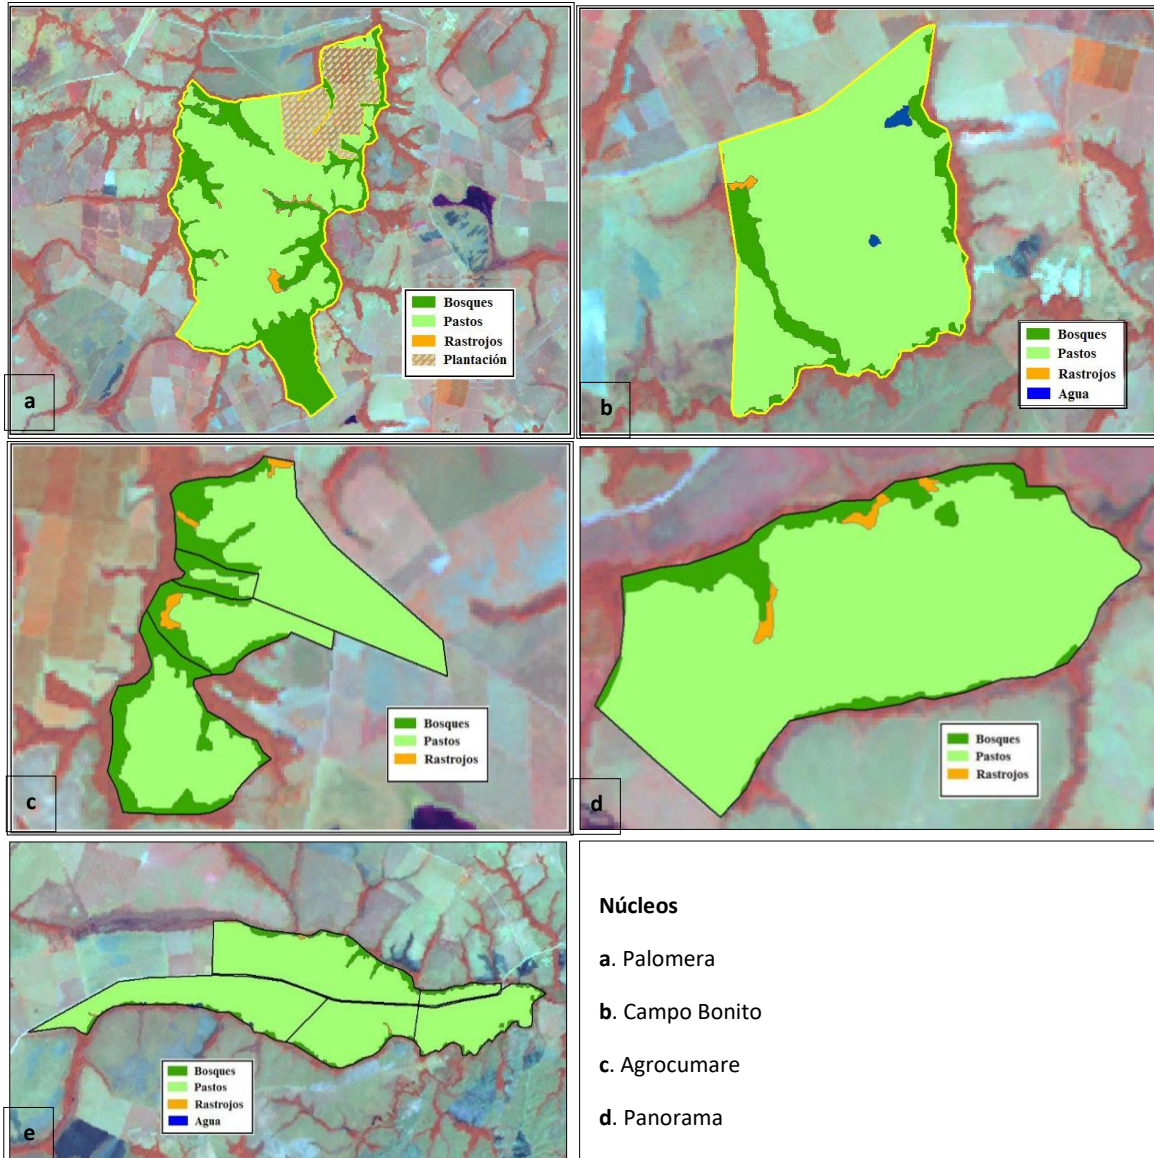 Bosques
Pastos
Rastrojos
Plantación
a
Bosques
Pastos
Rastrojos
Agua
b
Bosques
Pastos
Rastrojos
c
Bosques
Pastos
Rastrojos
d
Bosques
Pastos
Rastrojos
Agua
e
Núcleos
a. Palomera
b. Campo Bonito
c. Agrocumare
d. Panorama